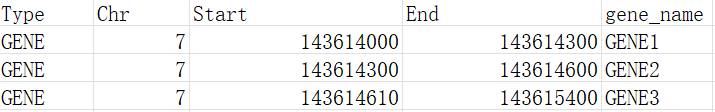 Type Chr Start End gene_name
GENE 7 143614000 143614300 GENE1
GENE 7 143614300 143614600 GENE2
GENE 7 143614610 143615400 GENE3